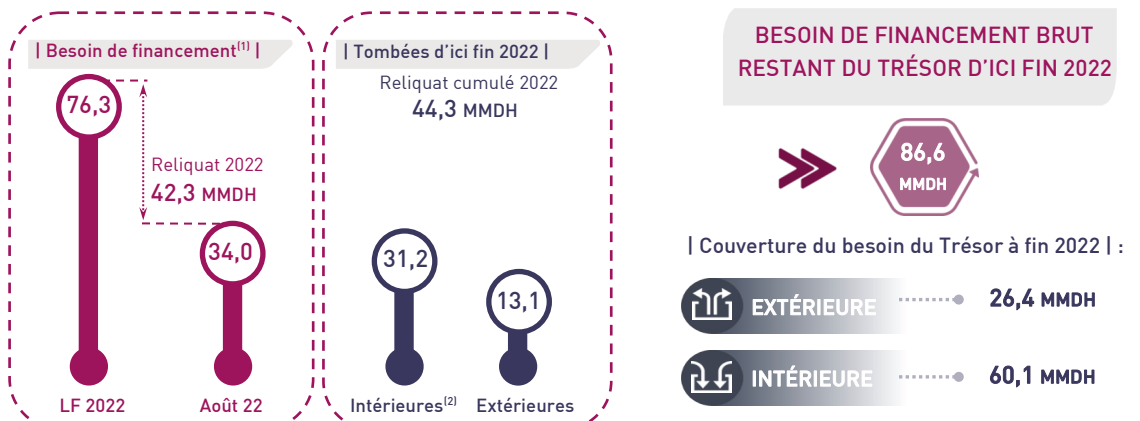 | Besoin de financement(1) |
76,3
Reliquat 2022
42,3 MMDH
34,0
LF 2022
Août 22
| Tombées d'ici fin 2022 |
Reliquat cumulé 2022
44,3 MMDH
31,2
13,1
Intérieures(2)
Extérieures
BESOIN DE FINANCEMENT BRUT
RESTANT DU TRÉSOR D'ICI FIN 2022
86,6
MMDH
| Couverture du besoin du Trésor à fin 2022 | :
EXTÉRIEURE 26,4 MMDH
INTÉRIEURE 60,1 MMDH